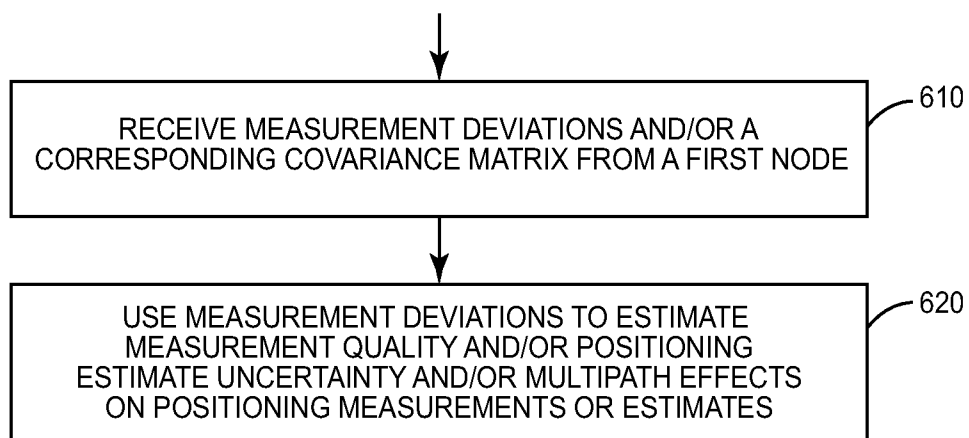 RECEIVE MEASUREMENT DEVIATIONS AND/OR A
CORRESPONDING COVARIANCE MATRIX FROM A FIRST NODE
610
USE MEASUREMENT DEVIATIONS TO ESTIMATE
MEASUREMENT QUALITY AND/OR POSITIONING
ESTIMATE UNCERTAINTY AND/OR MULTIPATH EFFECTS
ON POSITIONING MEASUREMENTS OR ESTIMATES
620